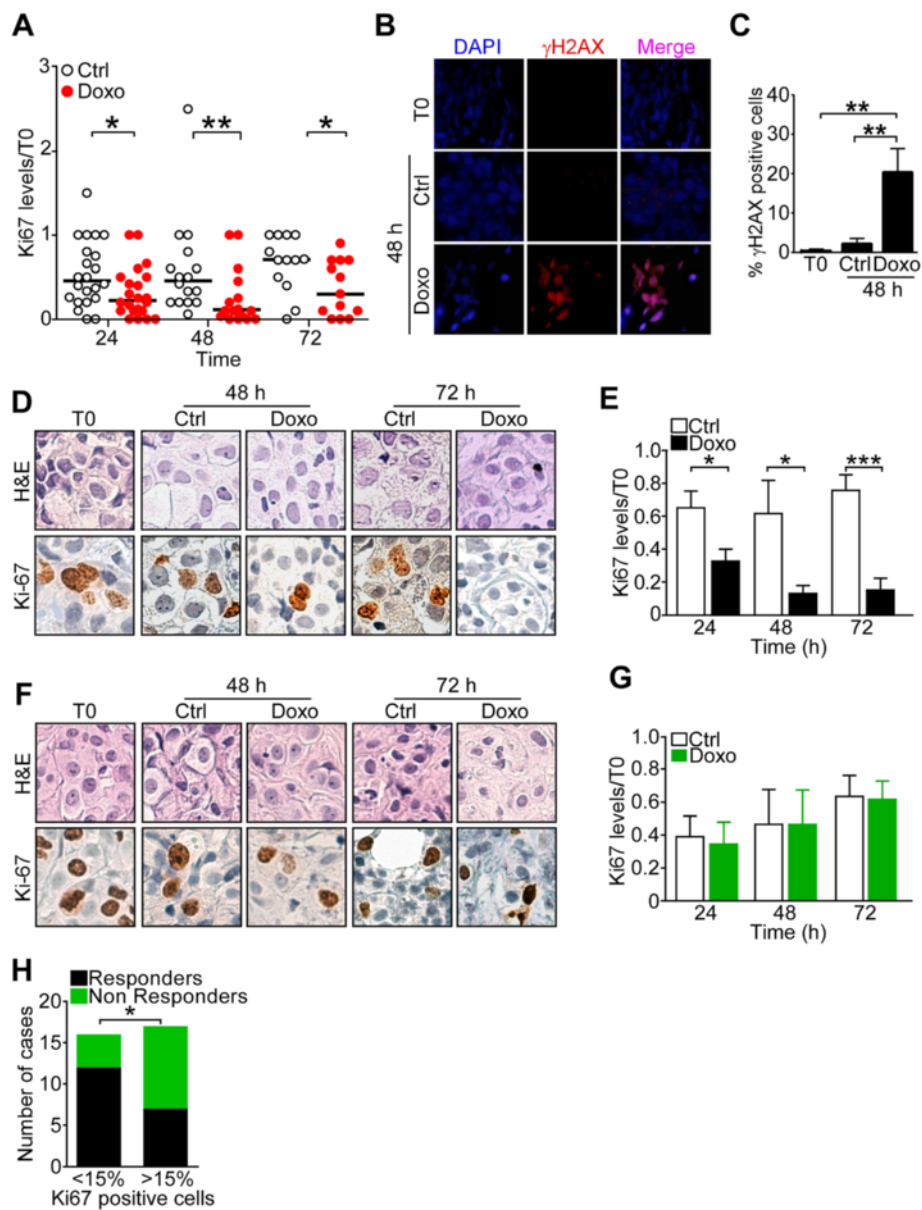 A
Ctrl
Doxo
Ki67 levels/T0
3
2
1
0
*
**
*
24
48
72
Time
B
DAPI
γH2AX
Merge
T0
Ctrl
Doxo
48 h
C
% γH2AX positive cells
40
30
20
10
0
**
**
T0
Ctrl
Doxo
48 h
D
48 h
72 h
T0
Ctrl
Doxo
Ctrl
Doxo
H&E
Ki-67
E
Ctrl
Doxo
Ki67 levels/T0
1.0
0.8
0.6
0.4
0.2
0
*
*
***
24
48
72
Time (h)
F
48 h
72 h
T0
Ctrl
Doxo
Ctrl
Doxo
H&E
Ki-67
G
Ctrl
Doxo
Ki67 levels/T0
1.0
0.8
0.6
0.4
0.2
0
24
48
72
Time (h)
H
Responders
Non Responders
Number of cases
20
15
10
5
0
*
<15%
>15%
Ki67 positive cells